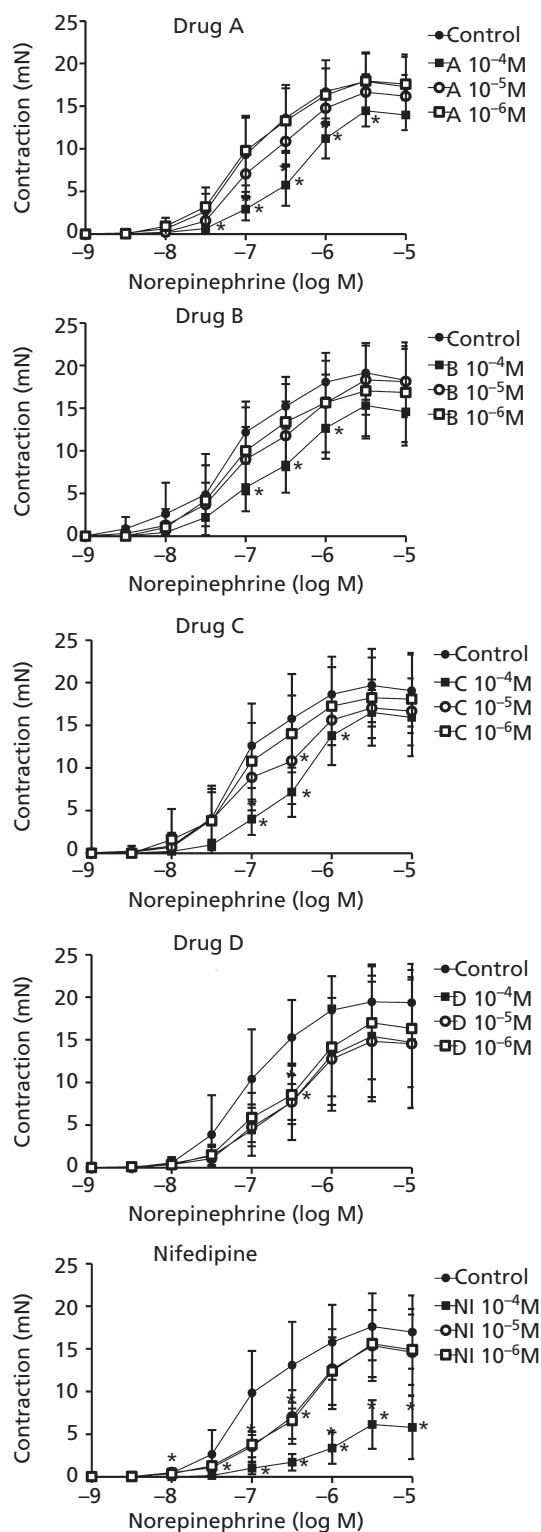 Drug A
Contraction (mN)
25
20
15
10
5
0
–9
–8
–7
–6
–5
Norepinephrine (log M)
Control
A 10⁻⁴M
A 10⁻⁵M
A 10⁻⁶M
* * * * * * * *
Drug B
Contraction (mN)
25
20
15
10
5
0
–9
–8
–7
–6
–5
Norepinephrine (log M)
Control
B 10⁻⁴M
B 10⁻⁵M
B 10⁻⁶M
* * *
Drug C
Contraction (mN)
25
20
15
10
5
0
–9
–8
–7
–6
–5
Norepinephrine (log M)
Control
C 10⁻⁴M
C 10⁻⁵M
C 10⁻⁶M
* * * * *
Drug D
Contraction (mN)
25
20
15
10
5
0
–9
–8
–7
–6
–5
Norepinephrine (log M)
Control
D 10⁻⁴M
D 10⁻⁵M
D 10⁻⁶M
* *
Nifedipine
Contraction (mN)
25
20
15
10
5
0
–9
–8
–7
–6
–5
Norepinephrine (log M)
Control
NI 10⁻⁴M
NI 10⁻⁵M
NI 10⁻⁶M
* * * * * * * * * * * * *